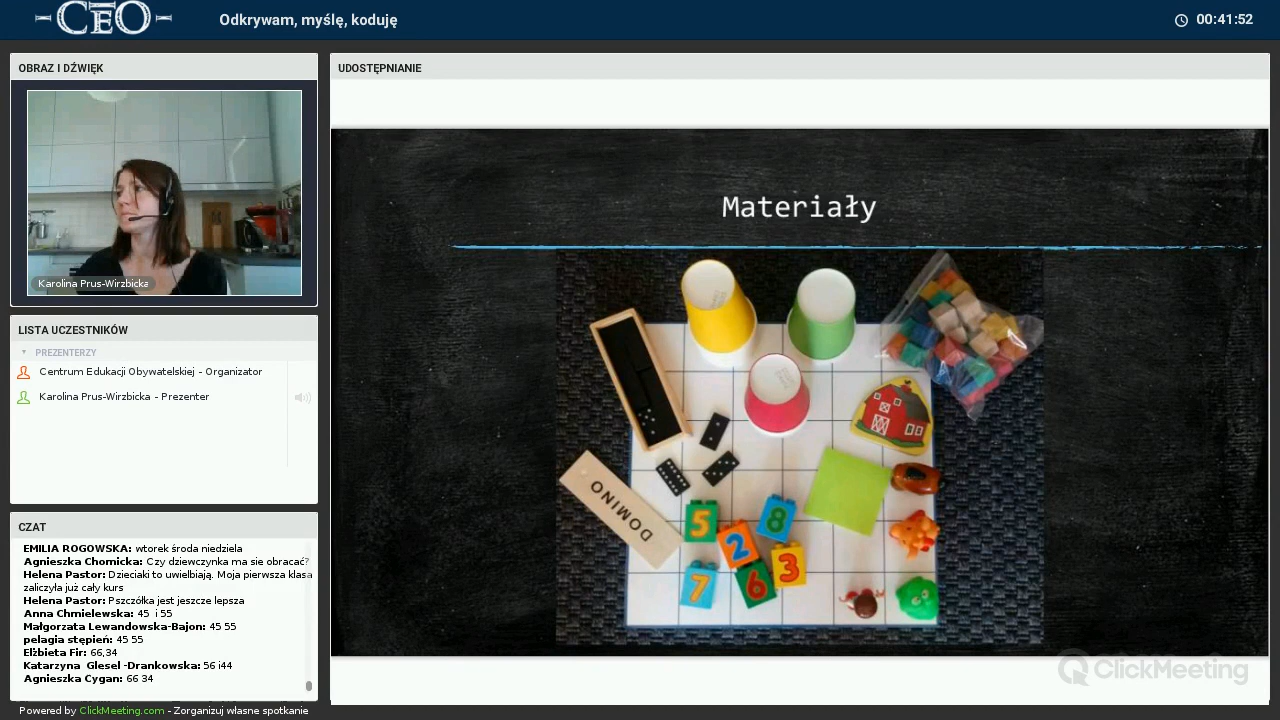 CEO
Odkrywam, myślę, koduję
00:41:52
OBRAZ I DŹWIĘK
Karolina Prus-Wirzbicka
LISTA UCZESTNIKÓW
PREZENTERZY
Centrum Edukacji Obywatelskiej - Organizator
Karolina Prus-Wirzbicka - Prezenter
CZAT
EMILIA ROGOWSKA: wtorek środa niedziela
Agnieszka Chomicka: Czy dziewczynka ma sie obracać?
Helena Pastor: Dzieciaki to uwielbiają. Moja pierwsza klasa
zaliczyła już cały kurs
Helena Pastor: Pszczółka jest jeszcze lepsza
Anna Chmielewska: 45 i 55
Małgorzata Lewandowska-Bajon: 45 55
pelagia stępień: 45 55
Elżbieta Fir: 66,34
Katarzyna Glesel -Drankowska: 56 i44
Agnieszka Cygan: 66 34
Powered by ClickMeeting.com - Zorganizuj własne spotkanie
UDOSTĘPNIANIE
Materiały
DOMINO
5
8
2
3
7
6
ClickMeeting